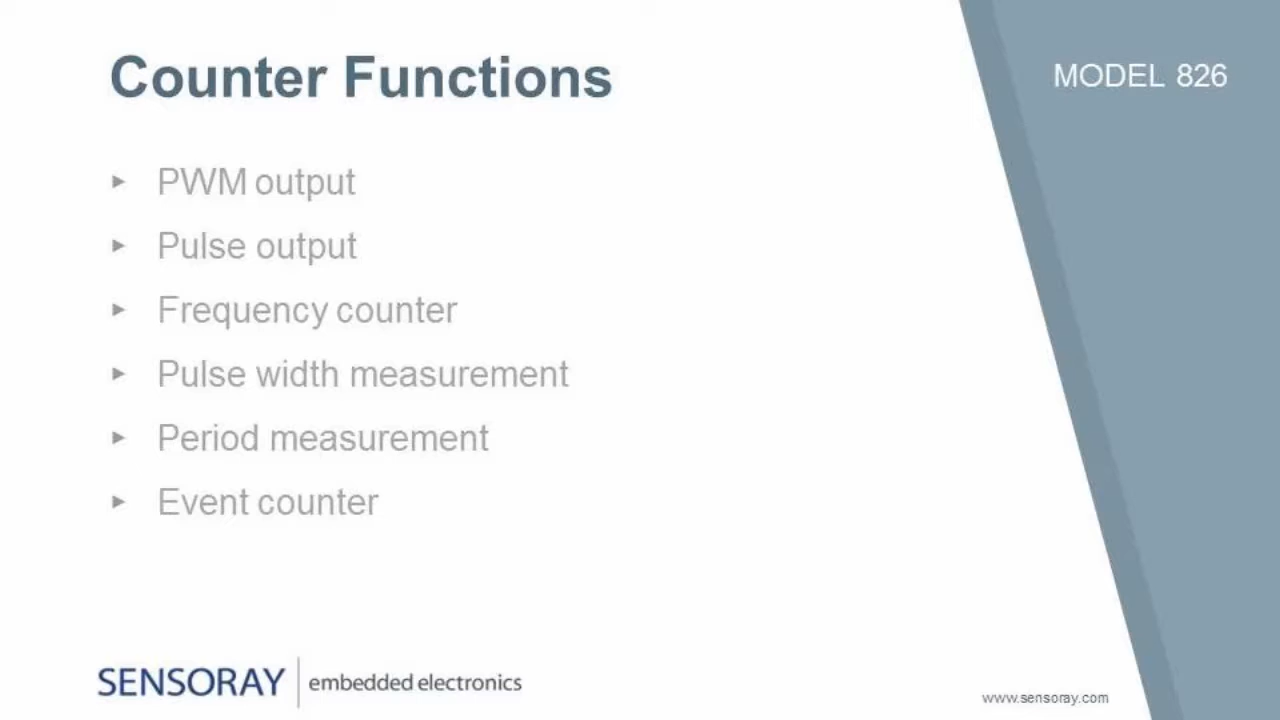 Counter Functions
MODEL 826
PWM output
Pulse output
Frequency counter
Pulse width measurement
Period measurement
Event counter
SENSORAY embedded electronics
www.sensoray.com